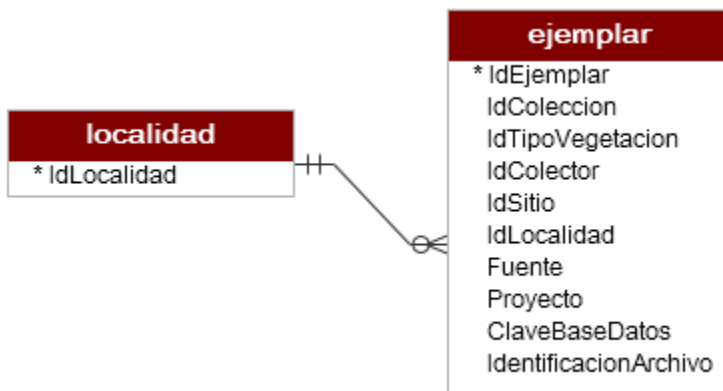 localidad
* IdLocalidad
ejemplar
* IdEjemplar
IdColeccion
IdTipoVegetacion
IdColector
IdSitio
IdLocalidad
Fuente
Proyecto
ClaveBaseDatos
IdentificacionArchivo